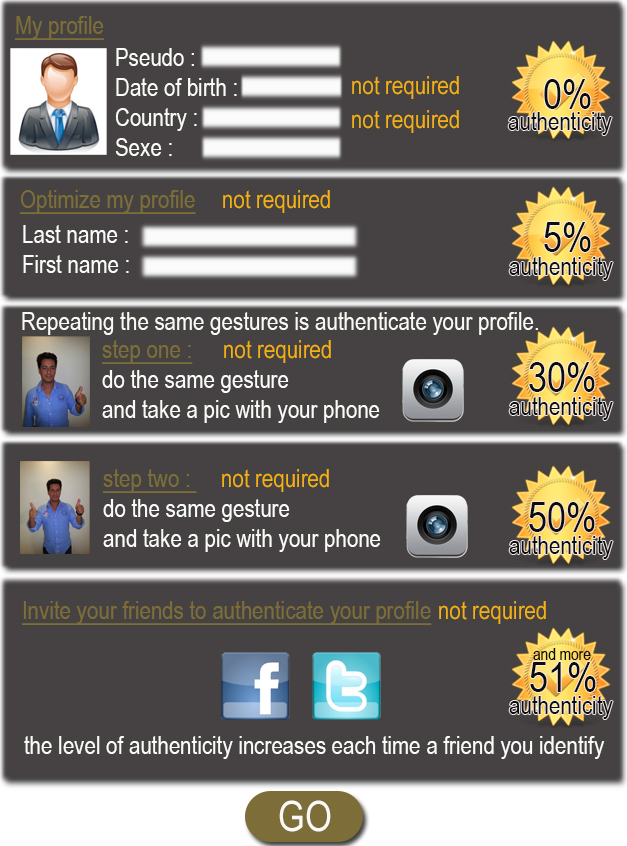 My profile
Pseudo :
Date of birth : not required
Country : not required
Sexe :
0%
authenticity
Optimize my profile not required
Last name :
First name :
5%
authenticity
Repeating the same gestures is authenticate your profile.
step one : not required
do the same gesture
and take a pic with your phone
30%
authenticity
step two : not required
do the same gesture
and take a pic with your phone
50%
authenticity
Invite your friends to authenticate your profile not required
f t
and more
51%
authenticity
the level of authenticity increases each time a friend you identify
GO